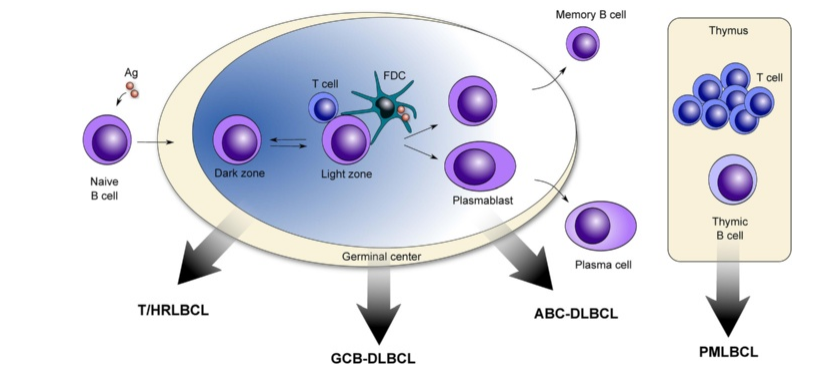 Memory B cell
Thymus
Ag
T cell
FDC
T cell
Dark zone
Light zone
Naive
B cell
Plasmablast
Thymic
B cell
Germinal center
Plasma cell
T/HRLBCL
ABC-DLBCL
GCB-DLBCL
PMLBCL